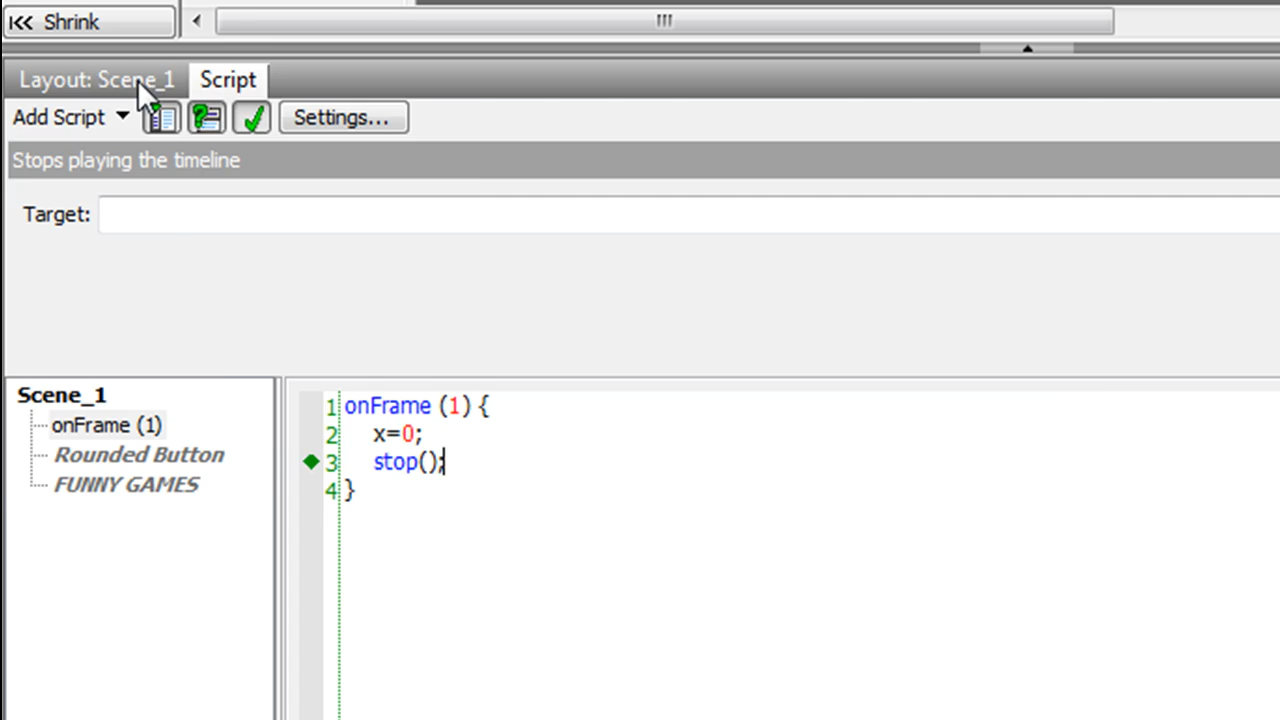 Shrink
Layout: Scene_1 Script
Add Script Settings...
Stops playing the timeline
Target:
Scene_1
onFrame (1)
Rounded Button
FUNNY GAMES
1 onFrame (1) {
2 x=0;
3 stop();
4 }